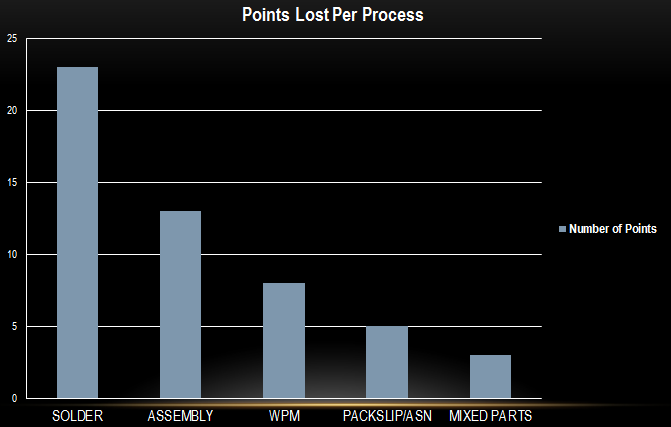 Points Lost Per Process
25
20
15
10
5
0
Number of Points
SOLDER ASSEMBLY WPM PACKSLIP/ASN MIXED PARTS